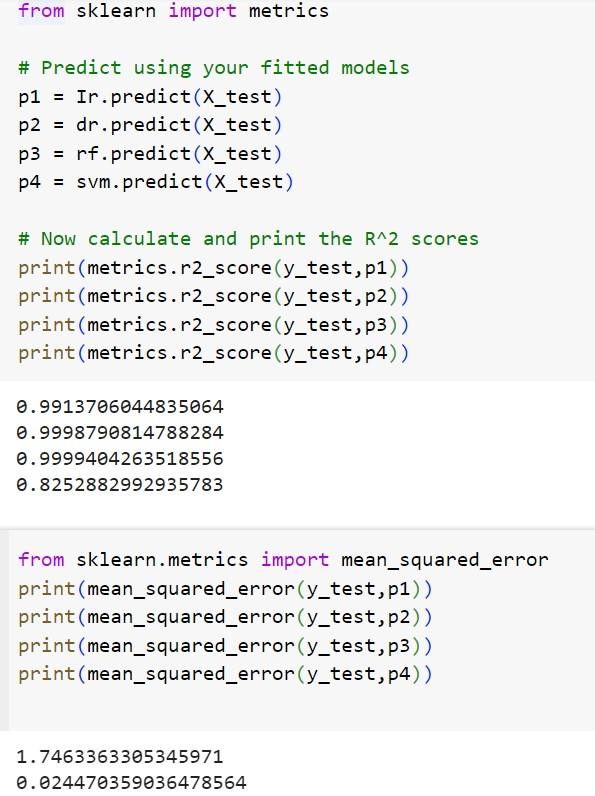 from sklearn import metrics
# Predict using your fitted models
p1 = Ir.predict(X_test)
p2 = dr.predict(X_test)
p3 = rf.predict(X_test)
p4 = svm.predict(X_test)
# Now calculate and print the R^2 scores
print(metrics.r2_score(y_test,p1))
print(metrics.r2_score(y_test,p2))
print(metrics.r2_score(y_test,p3))
print(metrics.r2_score(y_test,p4))
0.9913706044835064
0.9998790814788284
0.9999404263518556
0.8252882992935783
from sklearn.metrics import mean_squared_error
print(mean_squared_error(y_test,p1))
print(mean_squared_error(y_test,p2))
print(mean_squared_error(y_test,p3))
print(mean_squared_error(y_test,p4))
1.7463363305345971
0.024470359036478564